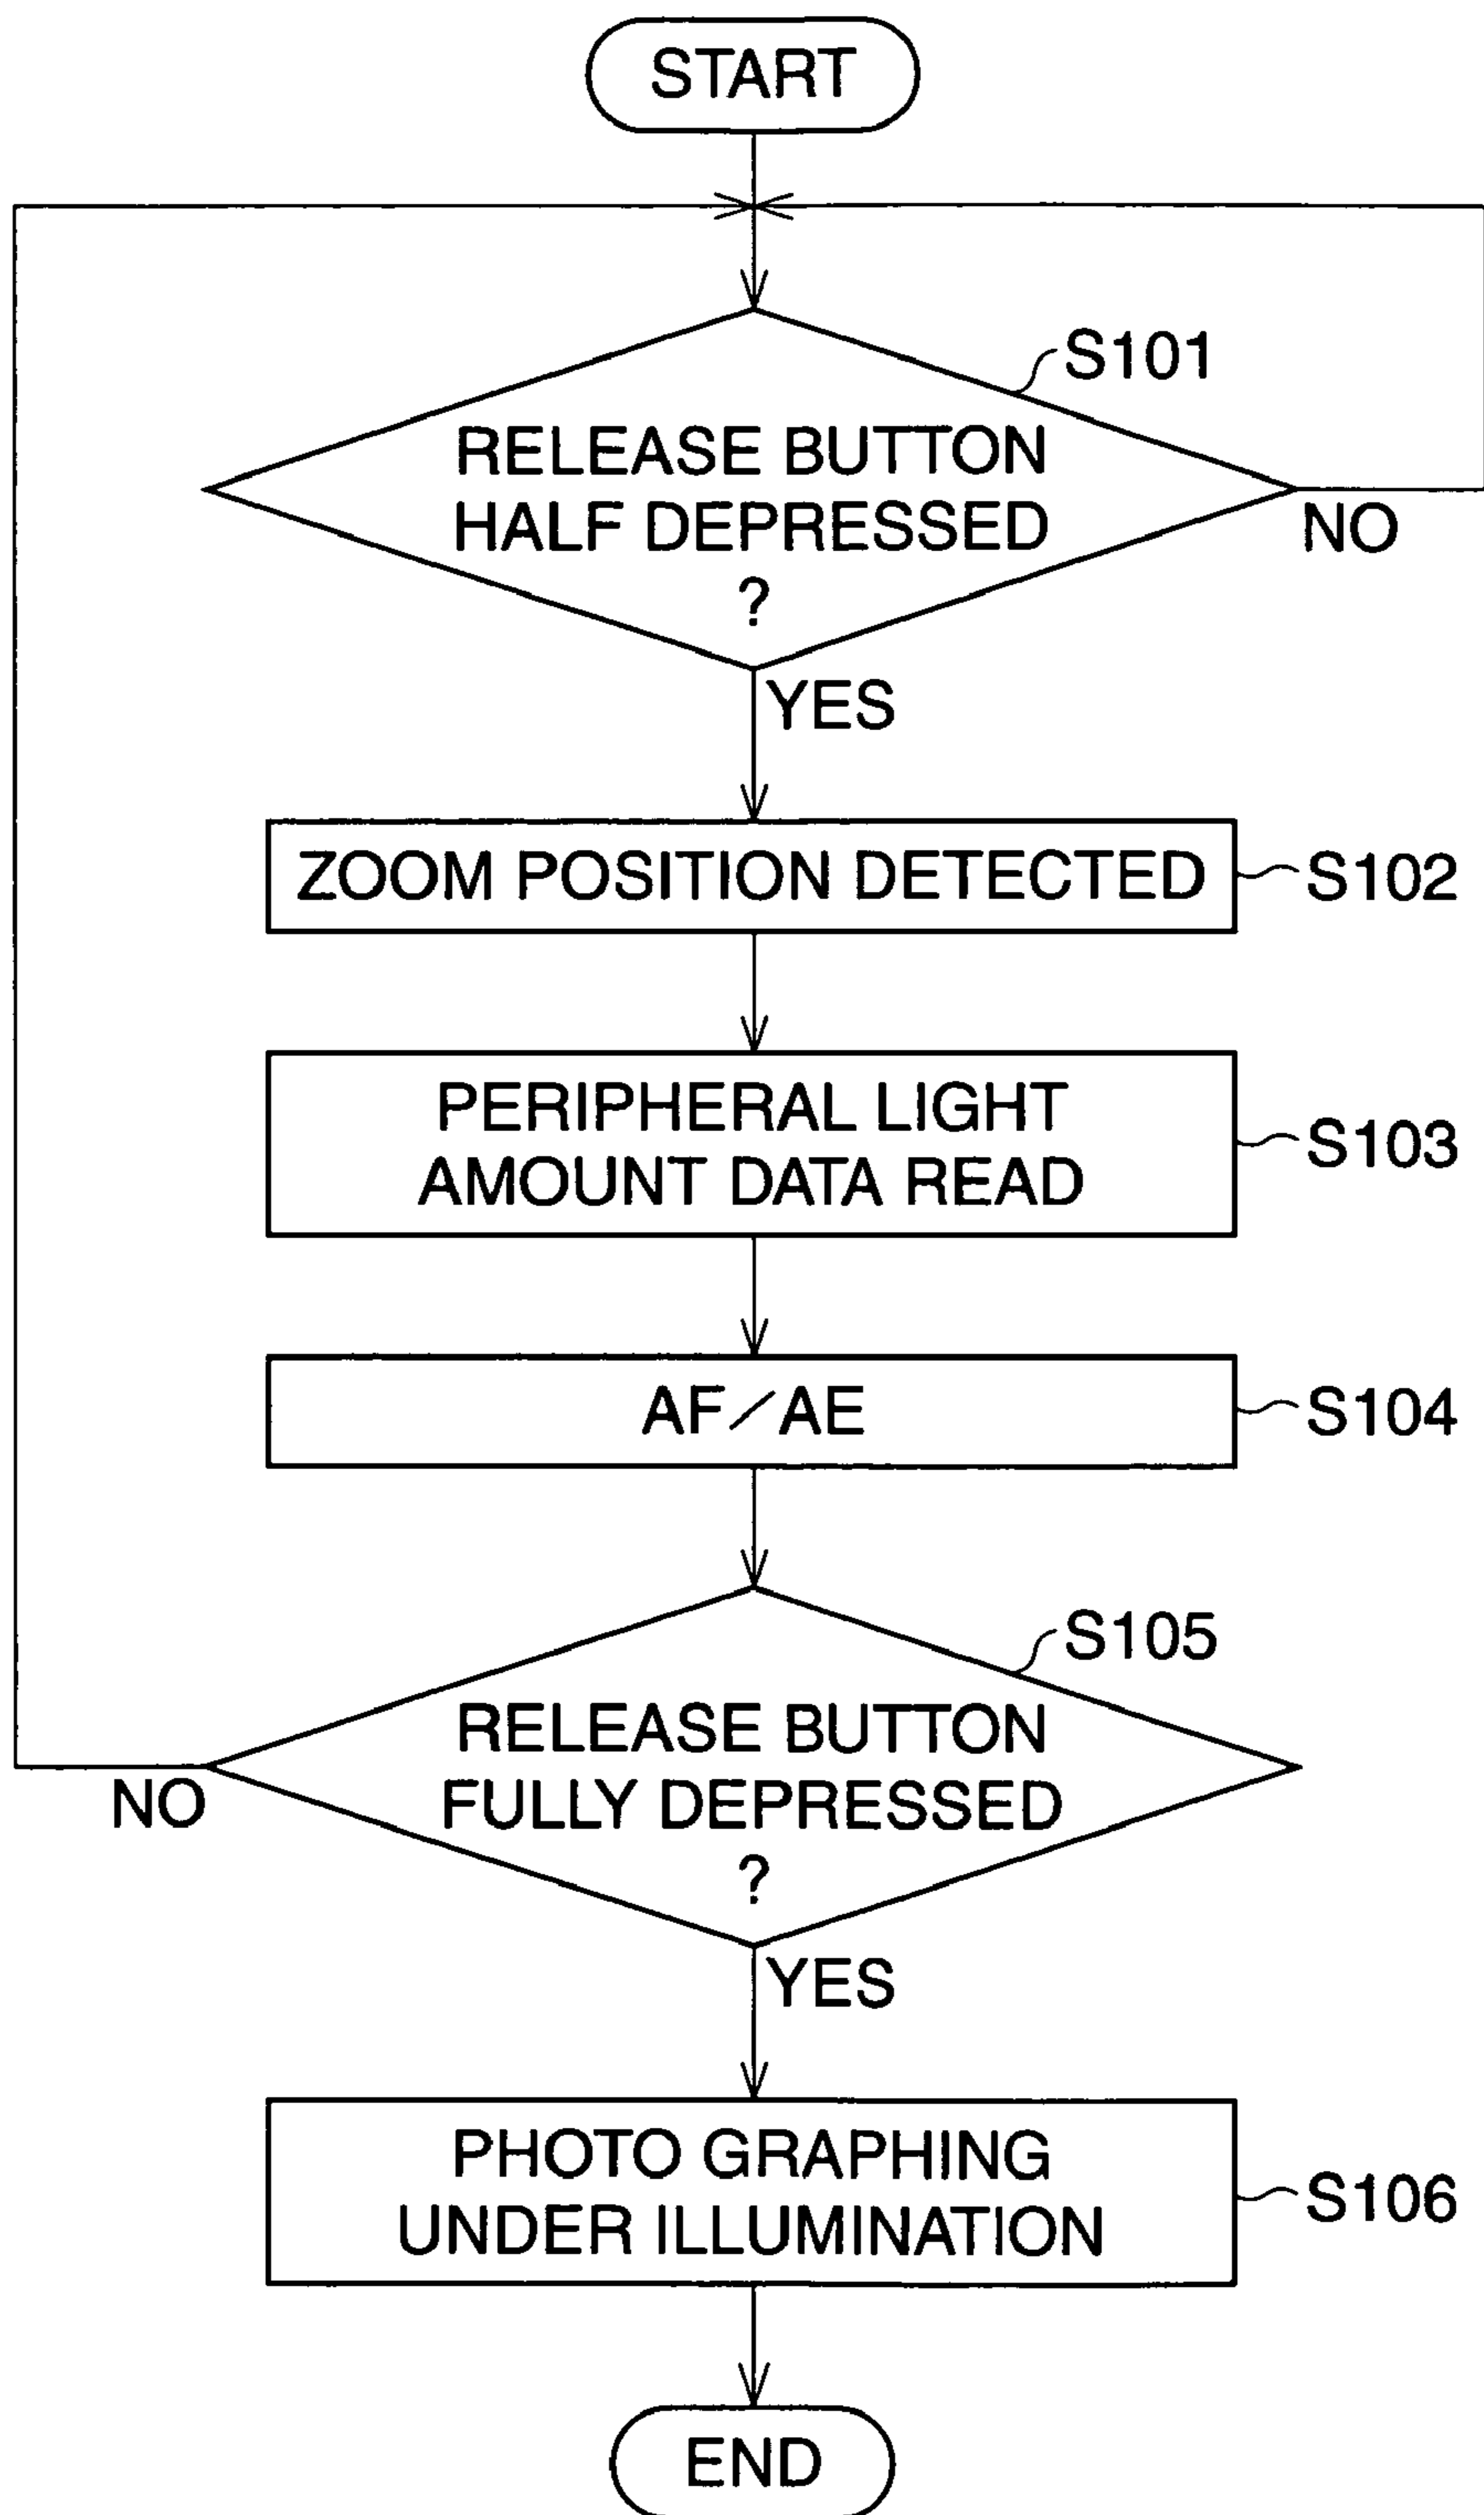 START
S101
RELEASE BUTTON
HALF DEPRESSED
?
NO
YES
ZOOM POSITION DETECTED
S102
PERIPHERAL LIGHT
AMOUNT DATA READ
S103
AF/AE
S104
S105
RELEASE BUTTON
FULLY DEPRESSED
?
NO
YES
PHOTO GRAPHING
UNDER ILLUMINATION
S106
END